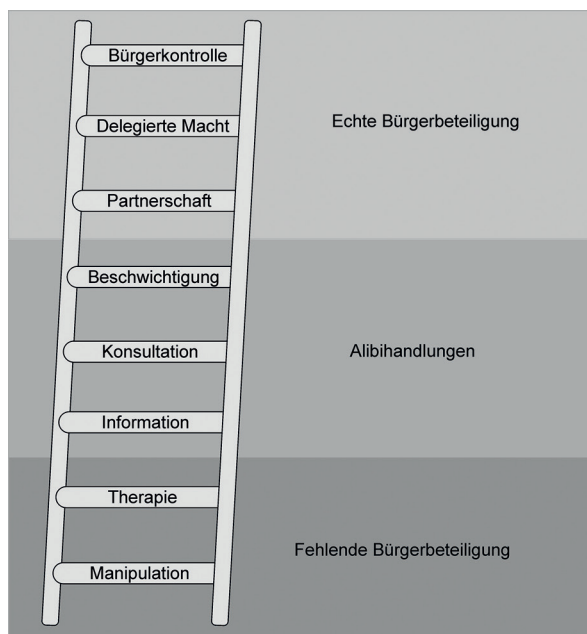 Bürgerkontrolle
Delegierte Macht
Echte Bürgerbeteiligung
Partnerschaft
Beschwichtigung
Konsultation
Alibihandlungen
Information
Therapie
Fehlende Bürgerbeteiligung
Manipulation